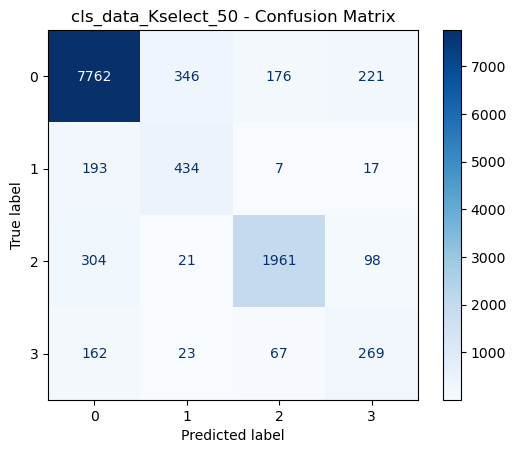 cls_data_Kselect_50 - Confusion Matrix
True label
0
7762 346 176 221
1
193 434 7 17
2
304 21 1961 98
3
162 23 67 269
0 1 2 3
Predicted label
7000
6000
5000
4000
3000
2000
1000